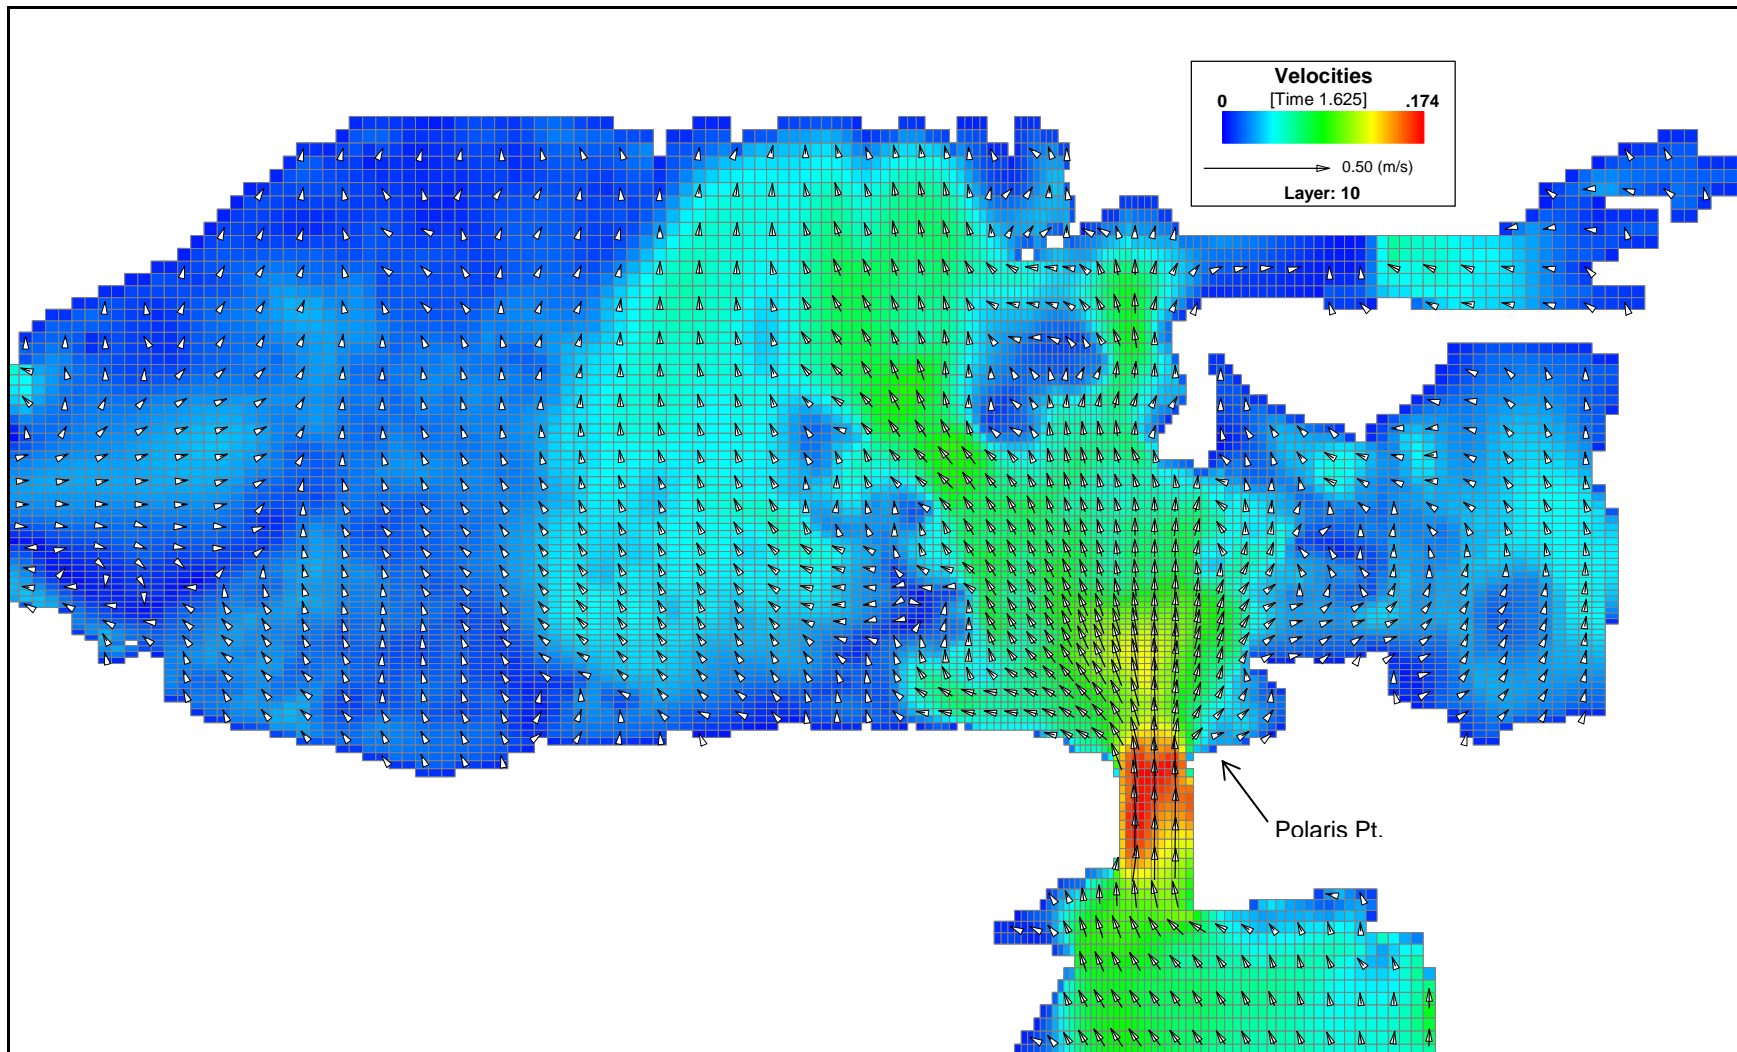 Velocities
0 [Time 1.625] .174
0.50 (m/s)
Layer: 10
Polaris Pt.